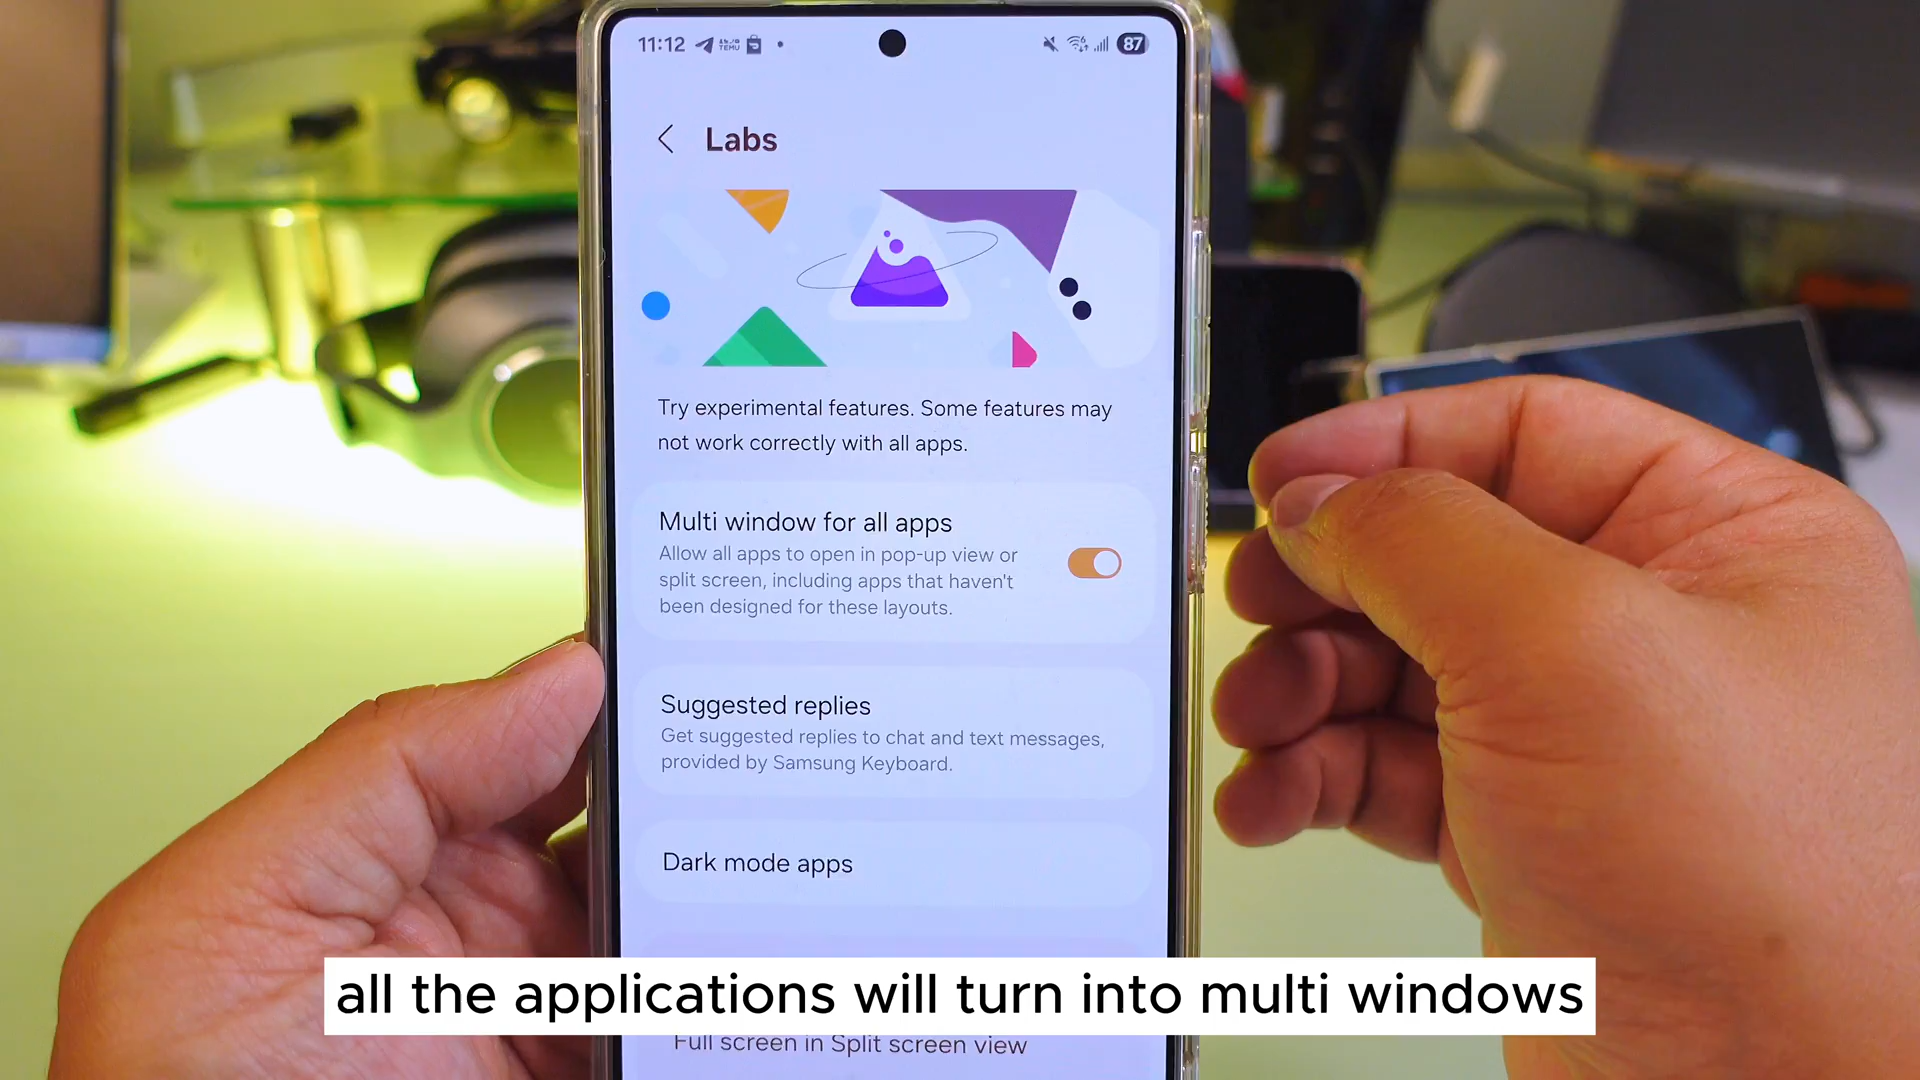 11:12
TEMU
87
Labs
Try experimental features. Some features may
not work correctly with all apps.
Multi window for all apps
Allow all apps to open in pop-up view or
split screen, including apps that haven't
been designed for these layouts.
Suggested replies
Get suggested replies to chat and text messages,
provided by Samsung Keyboard.
Dark mode apps
all the applications will turn into multi windows
Full screen in Split screen view